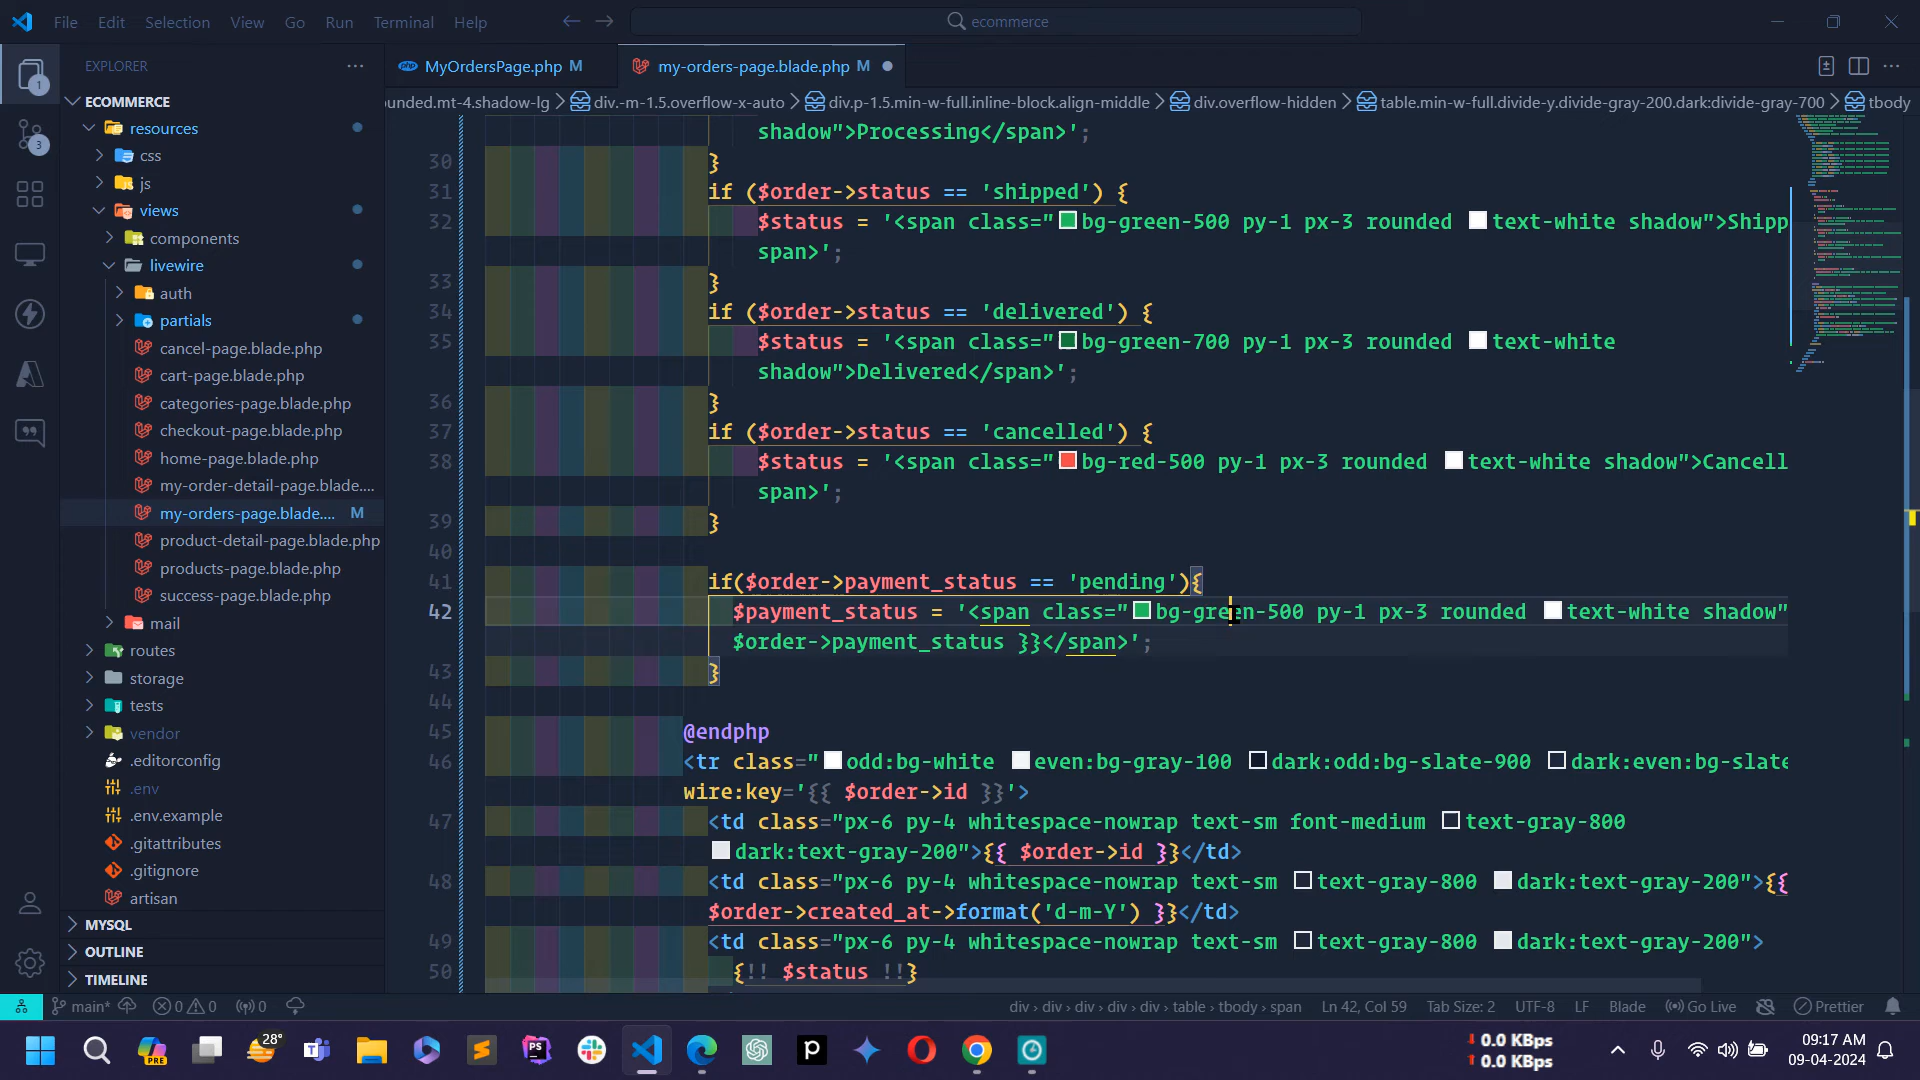 File Edit Selection View Go Run Terminal Help
ecommerce
EXPLORER
ECOMMERCE
resources
css
js
views
components
livewire
auth
partials
cancel-page.blade.php
cart-page.blade.php
categories-page.blade.php
checkout-page.blade.php
home-page.blade.php
my-order-detail-page.blade....
my-orders-page.blade.... M
product-detail-page.blade.php
products-page.blade.php
success-page.blade.php
mail
routes
storage
tests
vendor
.editorconfig
.env
.env.example
.gitattributes
.gitignore
artisan
MYSQL
OUTLINE
TIMELINE
1
3
MyOrdersPage.php M
my-orders-page.blade.php M
ounded.mt-4.shadow-lg > div.-m-1.5.overflow-x-auto > div.p-1.5.min-w-full.inline-block.align-middle > div.overflow-hidden > table.min-w-full.divide-y.divide-gray-200.dark:divide-gray-700 > tbody
shadow">Processing</span>';
30 }
31 if ($order->status == 'shipped') {
32 $status = '<span class="bg-green-500 py-1 px-3 rounded text-white shadow">Shipp
span>';
33 }
34 if ($order->status == 'delivered') {
35 $status = '<span class="bg-green-700 py-1 px-3 rounded text-white
shadow">Delivered</span>';
36 }
37 if ($order->status == 'cancelled') {
38 $status = '<span class="bg-red-500 py-1 px-3 rounded text-white shadow">Cancell
span>';
39 }
40
41 if($order->payment_status == 'pending'){
42 $payment_status = '<span class="bg-green-500 py-1 px-3 rounded text-white shadow"
$order->payment_status }}</span>';
43 }
44
45 @endphp
46 <tr class="odd:bg-white even:bg-gray-100 dark:odd:bg-slate-900 dark:even:bg-slate
wire:key='{{ $order->id }}'>
47 <td class="px-6 py-4 whitespace-nowrap text-sm font-medium text-gray-800
dark:text-gray-200">{{ $order->id }}</td>
48 <td class="px-6 py-4 whitespace-nowrap text-sm text-gray-800 dark:text-gray-200">{{
$order->created_at->format('d-m-Y') }}</td>
49 <td class="px-6 py-4 whitespace-nowrap text-sm text-gray-800 dark:text-gray-200">
50 {!! $status !!}
main* 0 0 0 div > div > div > div > div > table > tbody > span Ln 42, Col 59 Tab Size: 2 UTF-8 LF Blade Go Live Prettier
28°
PRE
PS
P
0.0 KBps
0.0 KBps
09:17 AM
09-04-2024